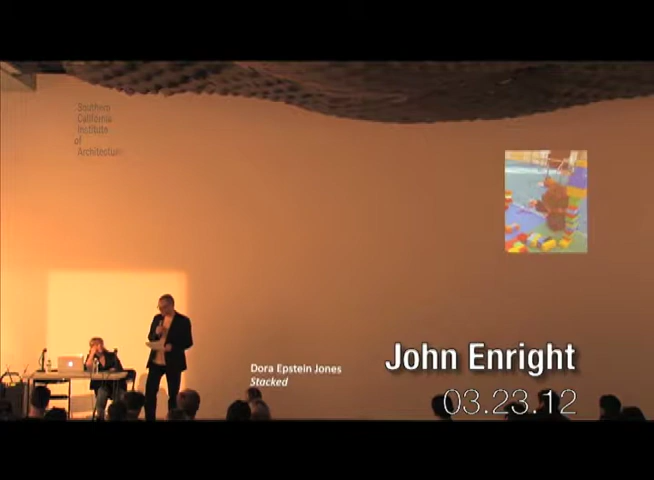 Southern
California
Institute
of
Architecture
Dora Epstein Jones
Stacked
John Enright
03.23.12